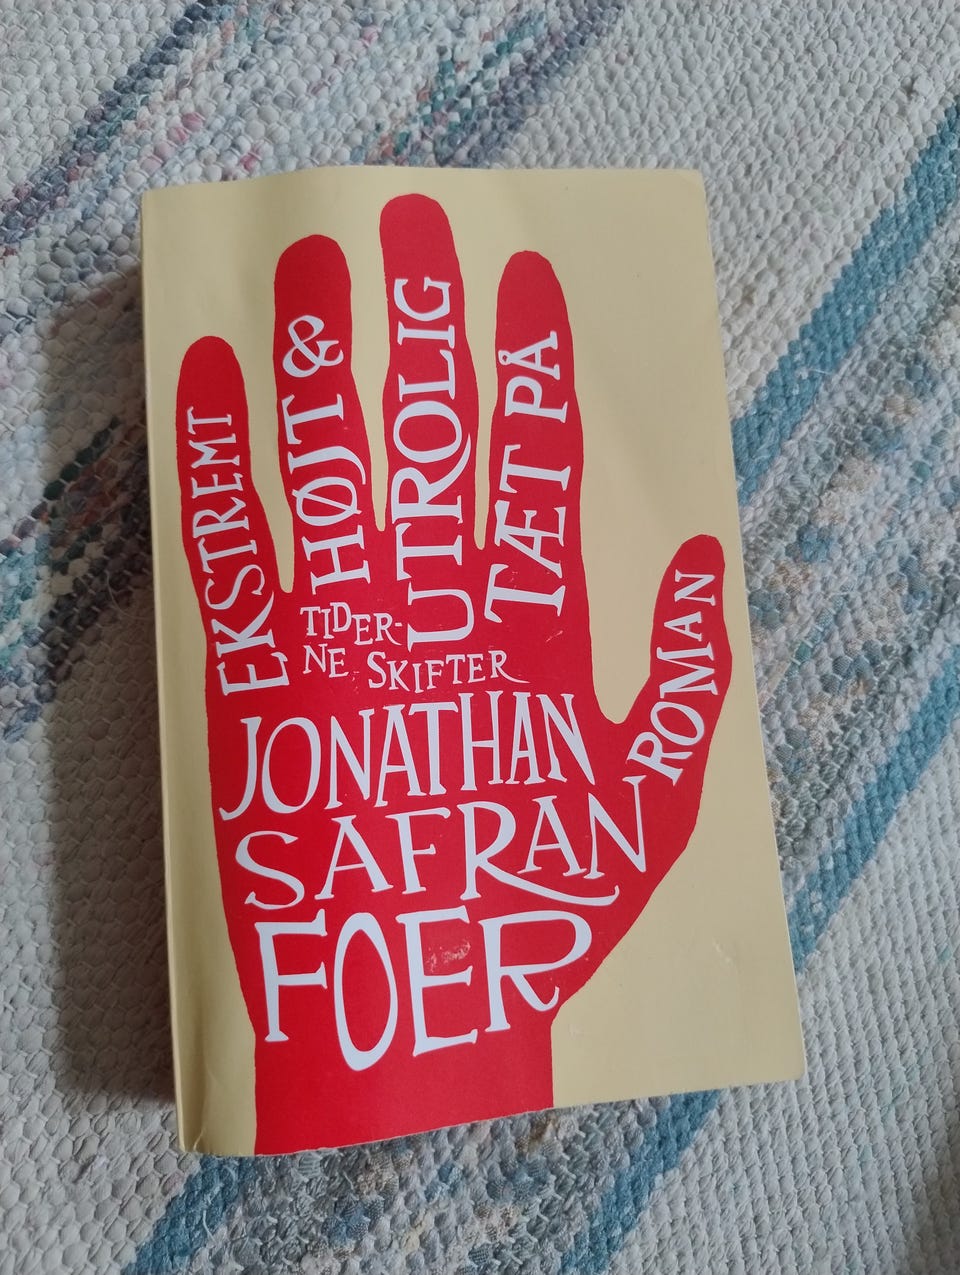 EKSTREMT
HØJT &
UTROLIG
TÆT PÅ
ROMAN
TIDER-
NE SKIFTER
JONATHAN
SAFRAN
FOER